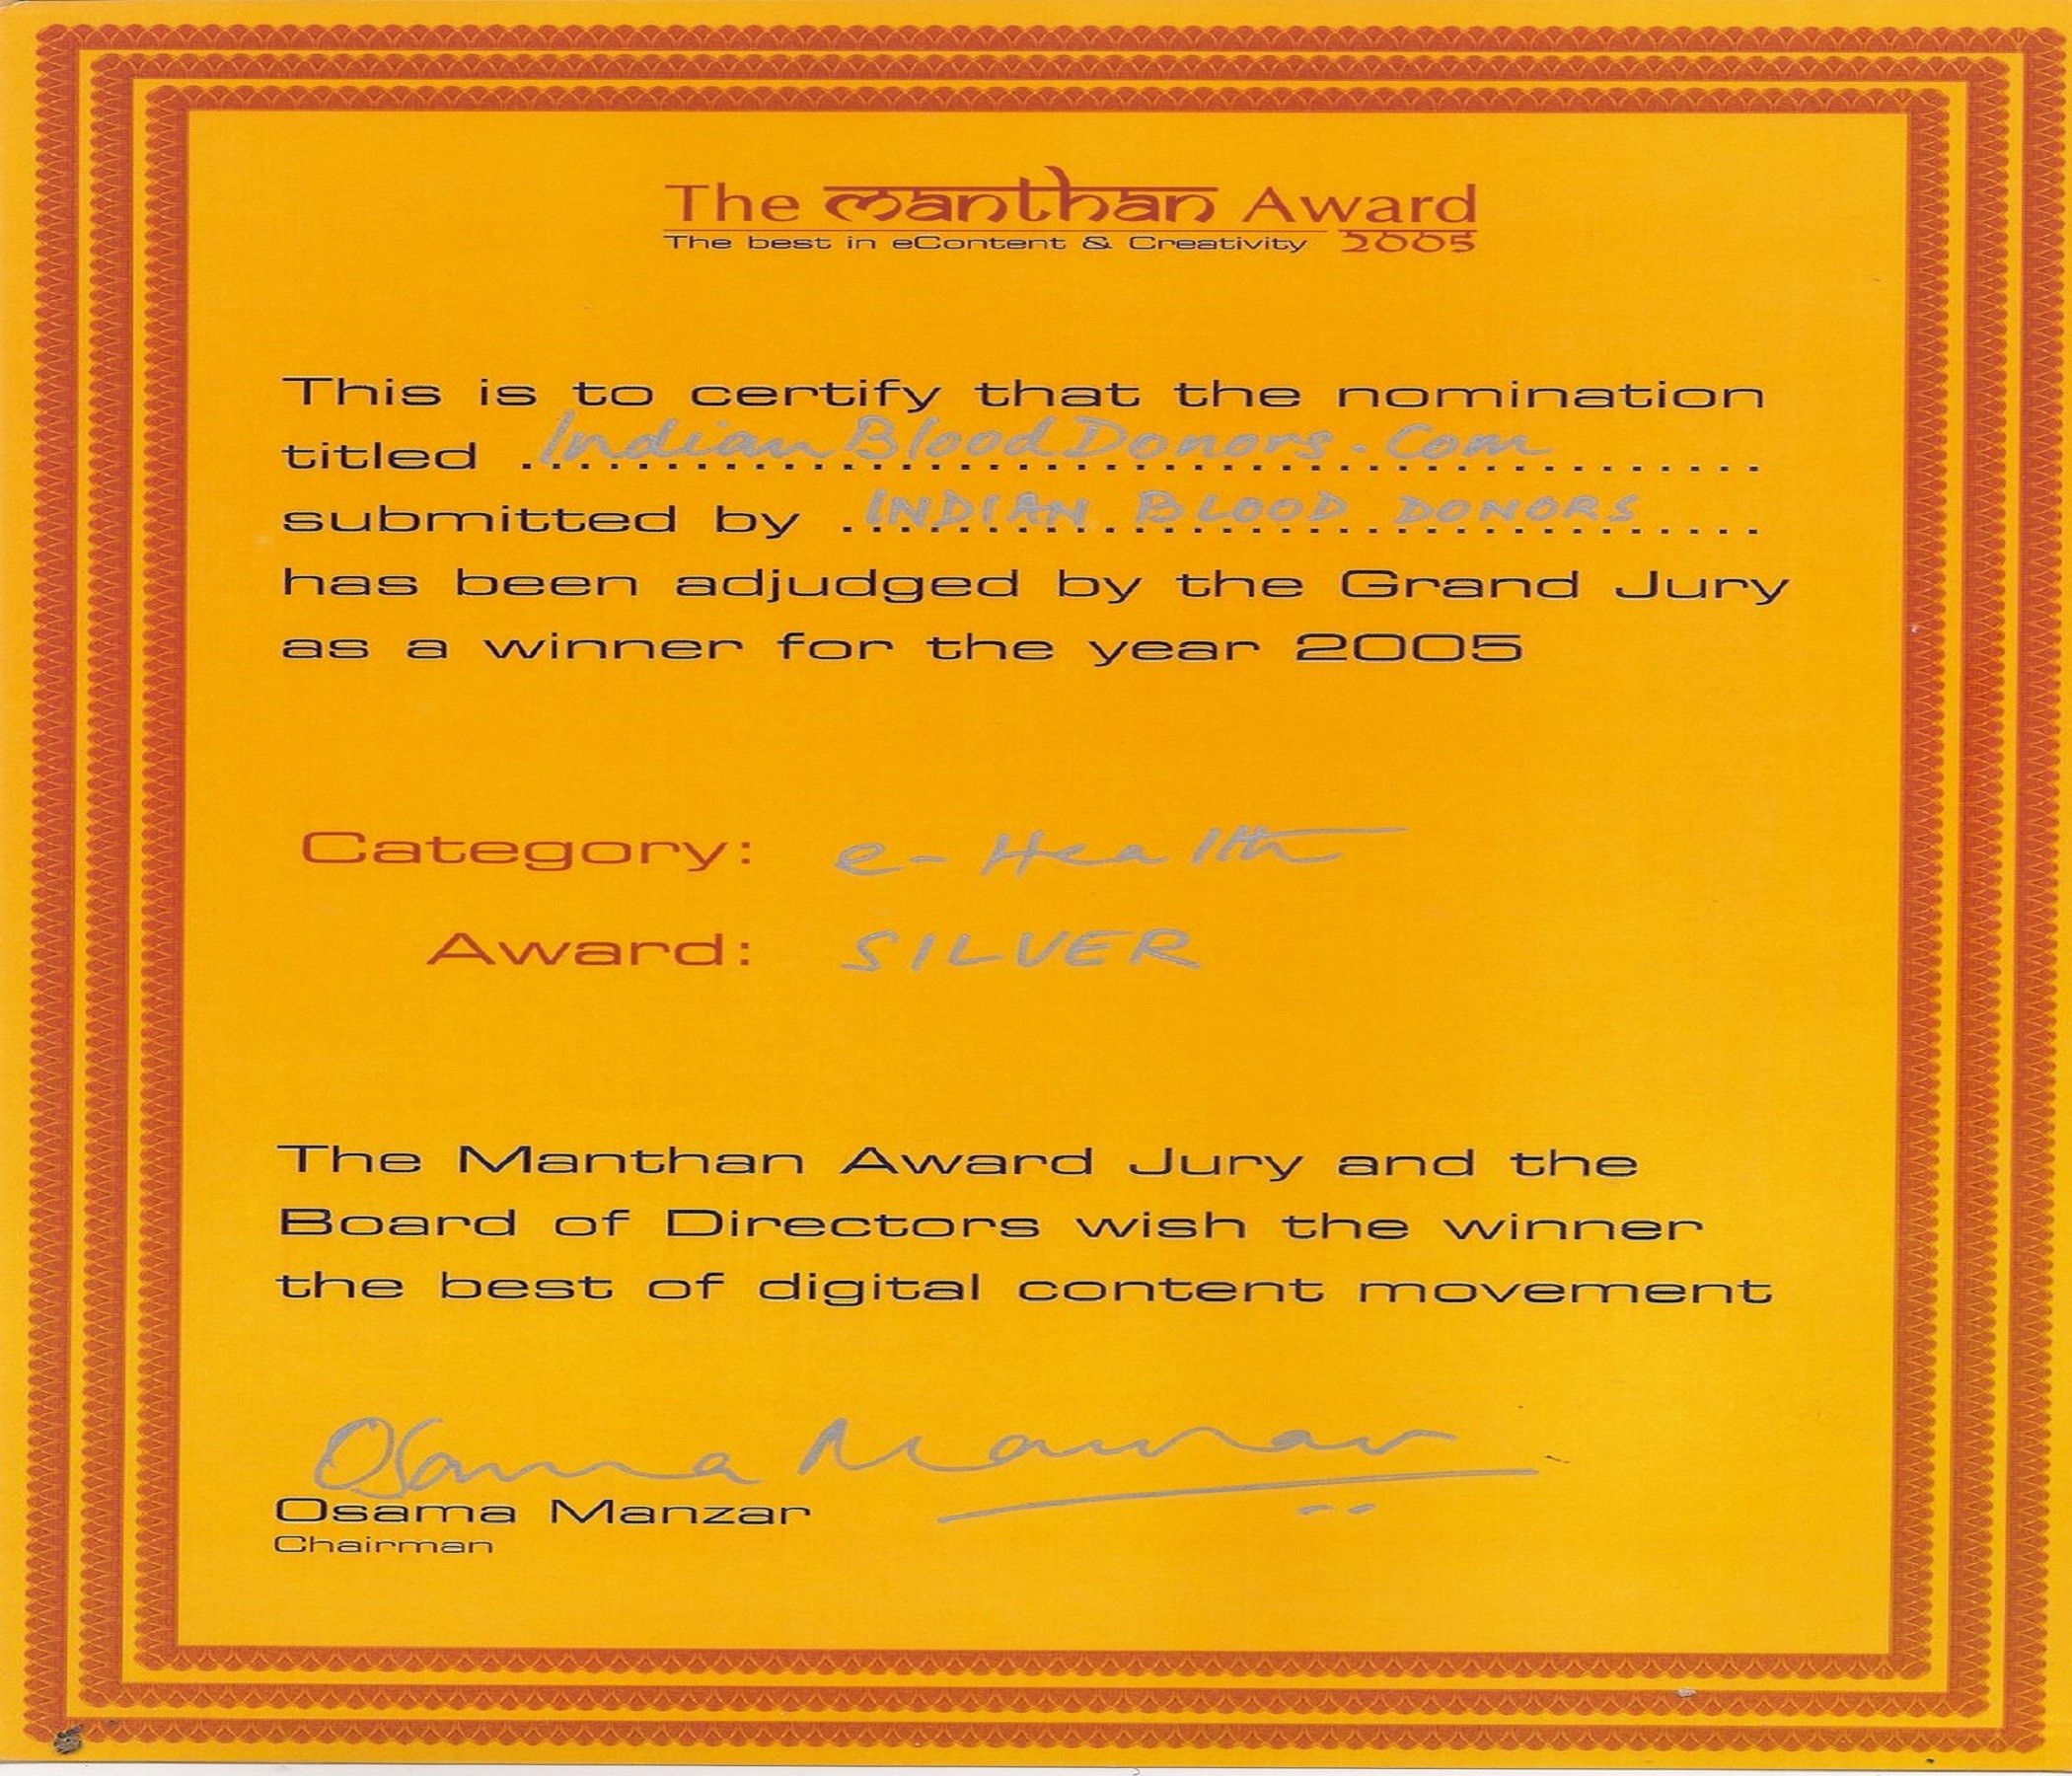 The manthan Award
The best in eContent & Creativity 2005
This is to certify that the nomination
titled IndianBloodDonors.Com
submitted by INDIAN BLOOD DONORS
has been adjudged by the Grand Jury
as a winner for the year 2005
Category: e-Health
Award: SILVER
The Manthan Award Jury and the
Board of Directors wish the winner
the best of digital content movement
Osama Manzar
Osama Manzar
Chairman